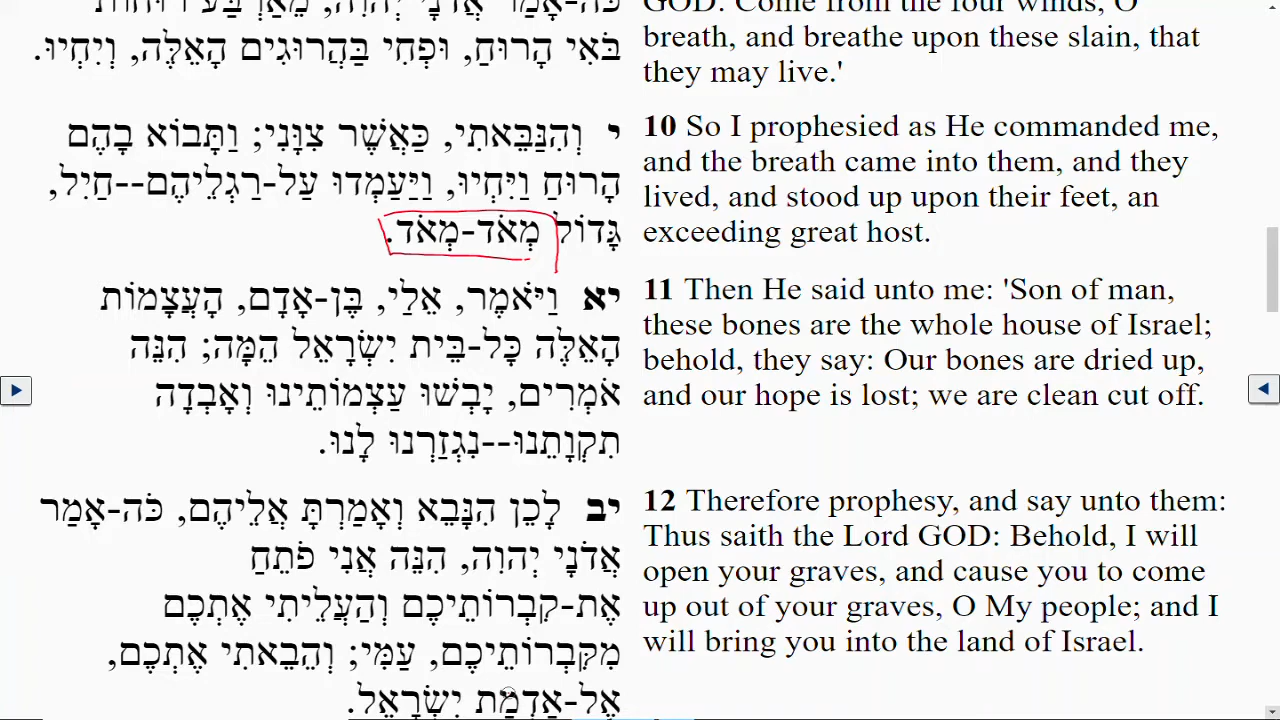 בֹּאִי הָרוּחַ, וּפְחִי בַּהֲרוּגִים הָאֵלֶּה, וְיִחְיוּ.
י וְהִנַּבֵּאתִי, כַּאֲשֶׁר צִוָּנִי; וַתָּבוֹא בָהֶם
הָרוּחַ וַיִּחְיוּ, וַיַּעַמְדוּ עַל-רַגְלֵיהֶם--חַיִל,
גָּדוֹל מְאֹד-מְאֹד.
יא וַיֹּאמֶר, אֵלַי, בֶּן-אָדָם, הָעֲצָמוֹת
הָאֵלֶּה כָּל-בֵּית יִשְׂרָאֵל הֵמָּה; הִנֵּה
אֹמְרִים, יָבְשׁוּ עַצְמוֹתֵינוּ וְאָבְדָה
תִקְוָתֵנוּ--נִגְזַרְנוּ לָנוּ.
יב לָכֵן הִנָּבֵא וְאָמַרְתָּ אֲלֵיהֶם, כֹּה-אָמַר
אֲדֹנָי יְהוִה, הִנֵּה אֲנִי פֹתֵחַ
אֶת-קִבְרוֹתֵיכֶם וְהַעֲלֵיתִי אֶתְכֶם
מִקִּבְרוֹתֵיכֶם, עַמִּי; וְהֵבֵאתִי אֶתְכֶם,
אֶל-אַדְמַת יִשְׂרָאֵל.
GOD: Come from the four winds, O
breath, and breathe upon these slain, that
they may live.'
10 So I prophesied as He commanded me,
and the breath came into them, and they
lived, and stood up upon their feet, an
exceeding great host.
11 Then He said unto me: 'Son of man,
these bones are the whole house of Israel;
behold, they say: Our bones are dried up,
and our hope is lost; we are clean cut off.
12 Therefore prophesy, and say unto them:
Thus saith the Lord GOD: Behold, I will
open your graves, and cause you to come
up out of your graves, O My people; and I
will bring you into the land of Israel.